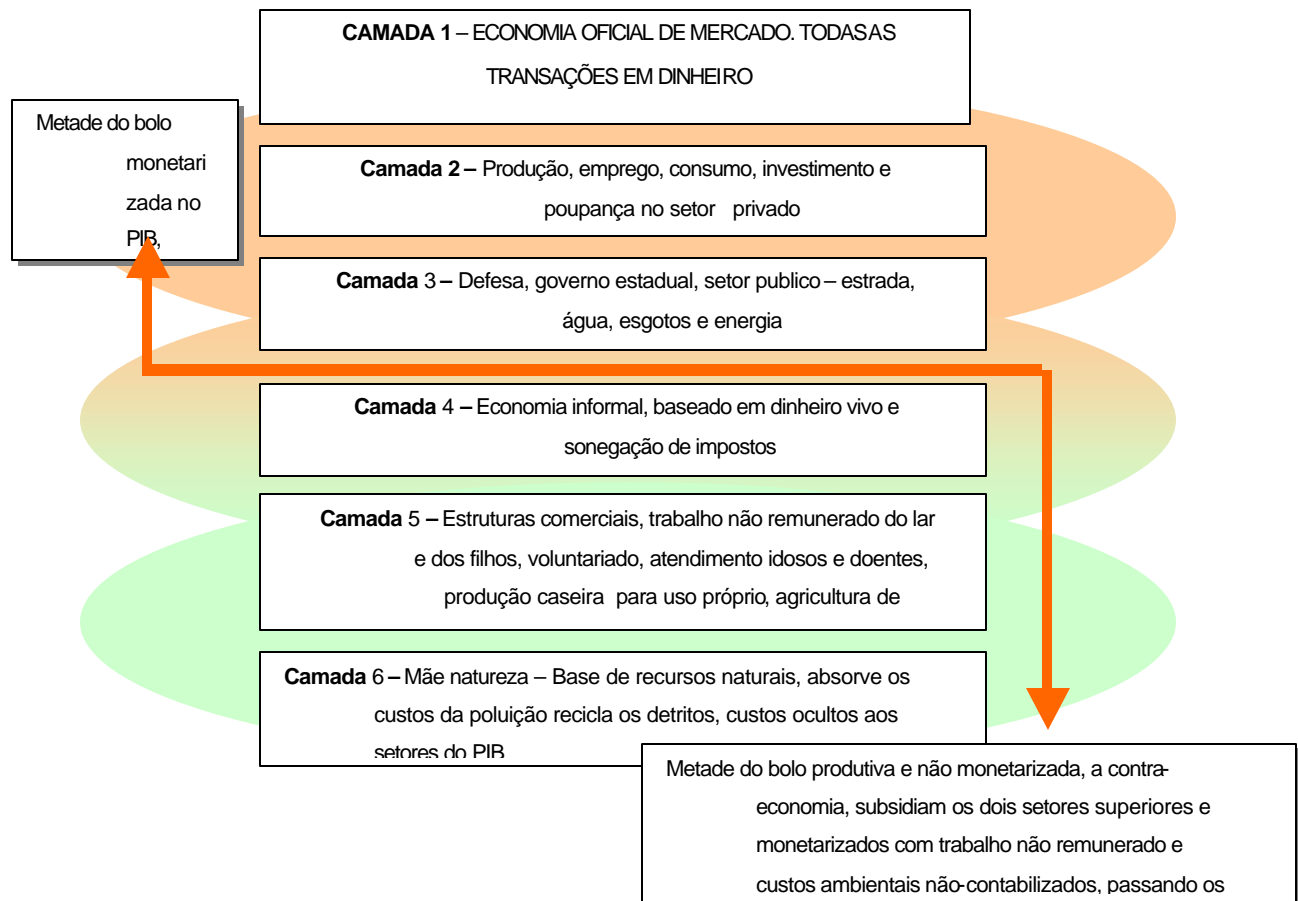 CAMADA 1 – ECONOMIA OFICIAL DE MERCADO. TODAS AS
TRANSAÇÕES EM DINHEIRO
Metade do bolo
monetari
zada no
PIB,
Camada 2 – Produção, emprego, consumo, investimento e
poupança no setor privado
Camada 3 – Defesa, governo estadual, setor publico – estrada,
água, esgotos e energia
Camada 4 – Economia informal, baseado em dinheiro vivo e
sonegação de impostos
Camada 5 – Estruturas comerciais, trabalho não remunerado do lar
e dos filhos, voluntariado, atendimento idosos e doentes,
produção caseira para uso próprio, agricultura de
Camada 6 – Mãe natureza – Base de recursos naturais, absorve os
custos da poluição recicla os detritos, custos ocultos aos
setores do PIB
Metade do bolo produtiva e não monetarizada, a contra-
economia, subsidiam os dois setores superiores e
monetarizados com trabalho não remunerado e
custos ambientais não-contabilizados, passando os